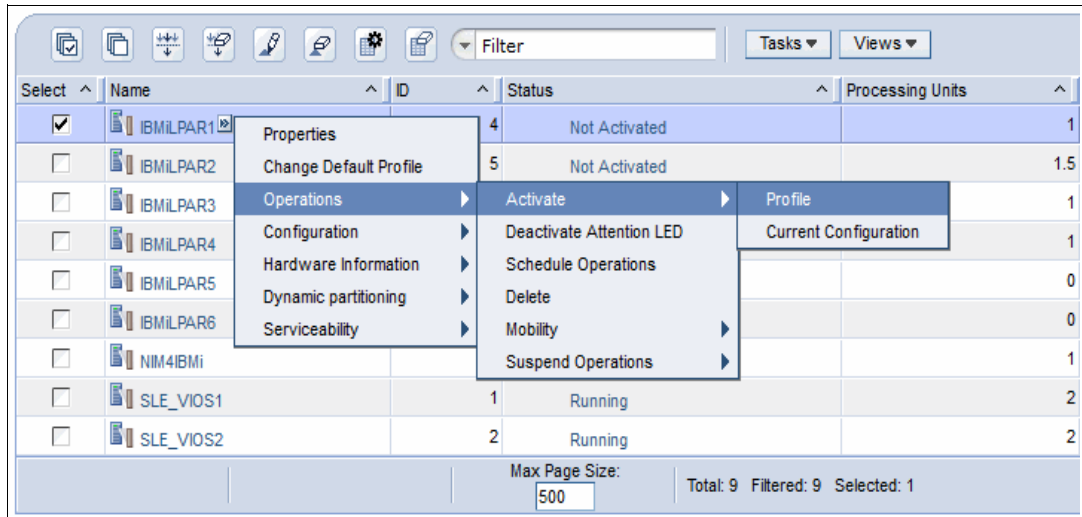 Filter Tasks Views
Select Name ID Status Processing Units
IBMiLPAR1 4 Not Activated 1
Properties
IBMiLPAR2 5 Not Activated 1.5
Change Default Profile
IBMiLPAR3 1
Operations Activate Profile
IBMiLPAR4 1
Configuration Deactivate Attention LED Current Configuration
Hardware Information Schedule Operations
IBMiLPAR5 0
Dynamic partitioning Delete
IBMiLPAR6 0
Serviceability Mobility
NIM4IBMi 1
Suspend Operations
SLE_VIOS1 1 Running 2
SLE_VIOS2 2 Running 2
Max Page Size:
500 Total: 9 Filtered: 9 Selected: 1